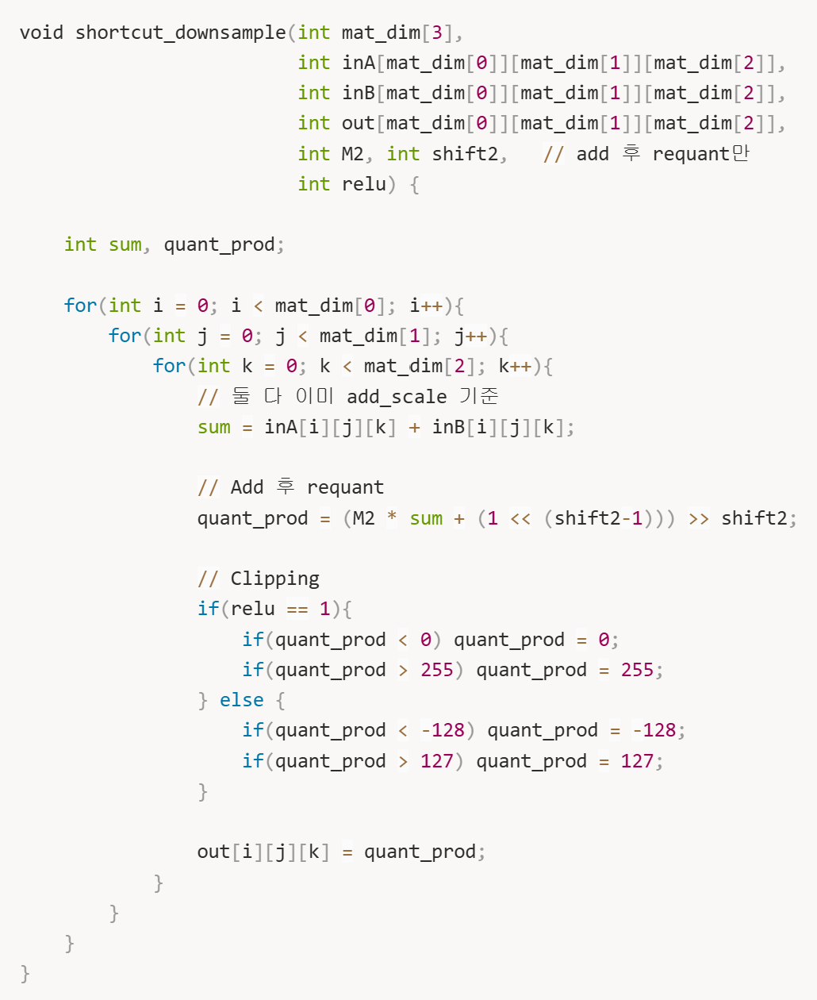 void shortcut_downsample(int mat_dim[3],
                         int inA[mat_dim[0]][mat_dim[1]][mat_dim[2]],
                         int inB[mat_dim[0]][mat_dim[1]][mat_dim[2]],
                         int out[mat_dim[0]][mat_dim[1]][mat_dim[2]],
                         int M2, int shift2,   // add 후 requant만
                         int relu) {

    int sum, quant_prod;

    for(int i = 0; i < mat_dim[0]; i++){
        for(int j = 0; j < mat_dim[1]; j++){
            for(int k = 0; k < mat_dim[2]; k++){
                // 둘 다 이미 add_scale 기준
                sum = inA[i][j][k] + inB[i][j][k];

                // Add 후 requant
                quant_prod = (M2 * sum + (1 << (shift2-1))) >> shift2;

                // Clipping
                if(relu == 1){
                    if(quant_prod < 0) quant_prod = 0;
                    if(quant_prod > 255) quant_prod = 255;
                } else {
                    if(quant_prod < -128) quant_prod = -128;
                    if(quant_prod > 127) quant_prod = 127;
                }

                out[i][j][k] = quant_prod;
            }
        }
    }
}